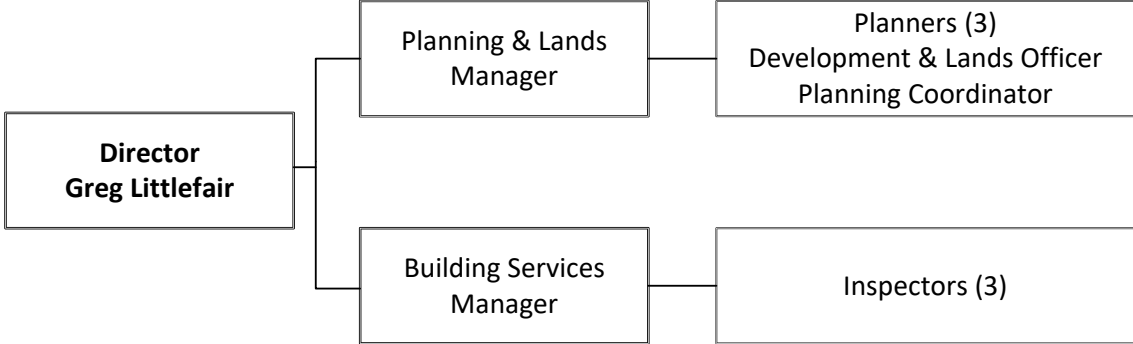 Director
Greg Littlefair
Planning & Lands
Manager
Planners (3)
Development & Lands Officer
Planning Coordinator
Building Services
Manager
Inspectors (3)